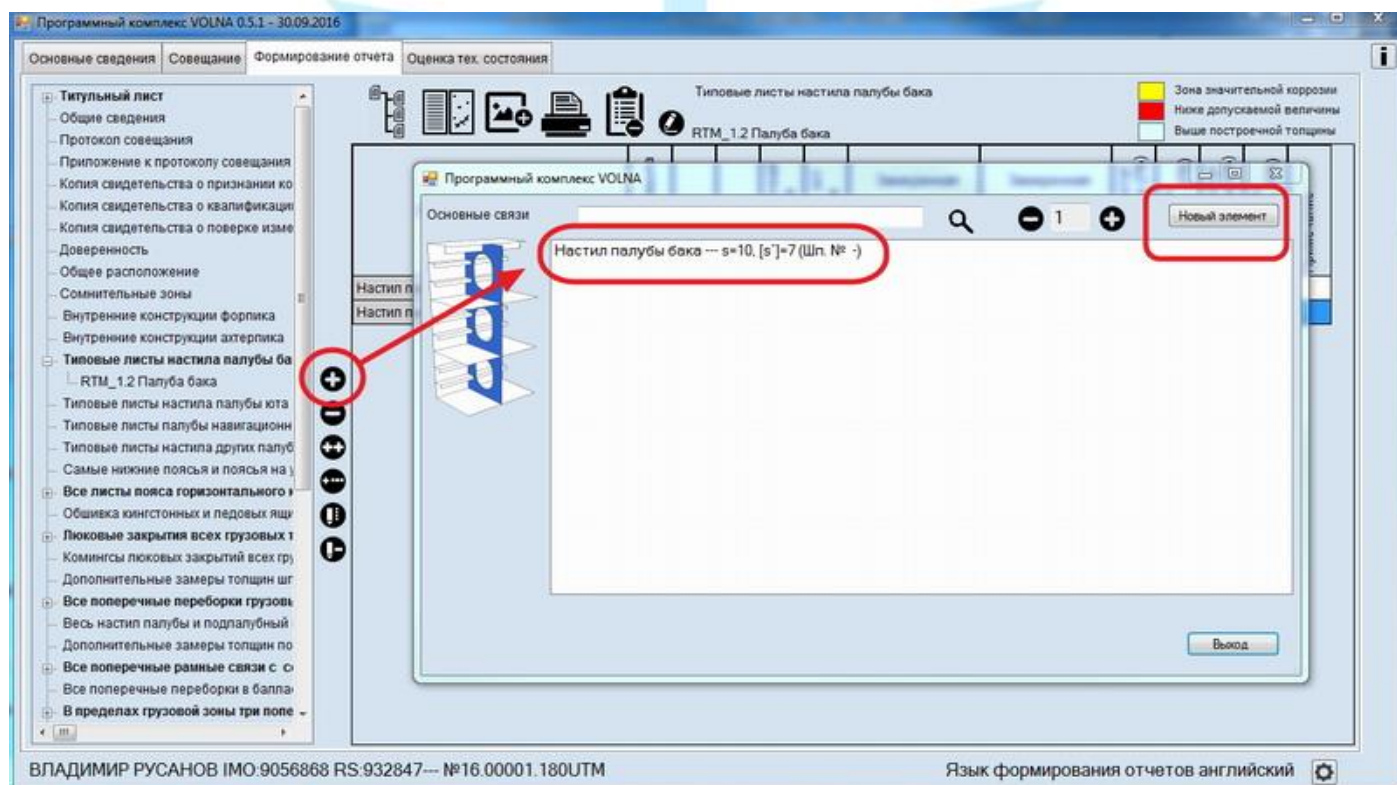 Программный комплекс VOLNA 0.5.1 - 30.09.2016
Основные сведения Совещание Формирование отчета Оценка тех. состояния
Титульный лист
Общие сведения
Протокол совещания
Приложение к протоколу совещания
Копия свидетельства о признании ко
Копия свидетельства о квалификации
Копия свидетельства о поверке изме
Доверенность
Общее расположение
Сомнительные зоны
Внутренние конструкции форпика
Внутренние конструкции ахтерпика
Типовые листы настила палубы ба
RTM_1.2 Палуба бака
Типовые листы настила палубы юта
Типовые листы палубы навигационн
Типовые листы настила других палуб
Самые нижние поясья и поясья на у
Все листы пояса горизонтального к
Обшивка кингстонных и ледовых ящи
Люковые закрытия всех грузовых т
Комингсы люковых закрытий всех гру
Дополнительные замеры толщин шг
Все поперечные переборки грузовы
Весь настил палубы и подпалубный
Дополнительные замеры толщин по
Все поперечные рамные связи с со
Все поперечные переборки в балла
В пределах грузовой зоны три попе
Типовые листы настила палубы бака
RTM_1.2 Палуба бака
Зона значительной коррозии
Ниже допускаемой величины
Выше построечной толщины
Настил п
Настил п
Программный комплекс VOLNA
Основные связи 1 Новый элемент
Настил палубы бака --- s=10, [s']=7 (Шп. № -)
Выход
ВЛАДИМИР РУСАНОВ IMO:9056868 RS:932847--- №16.00001.180UTM
Язык формирования отчетов английский